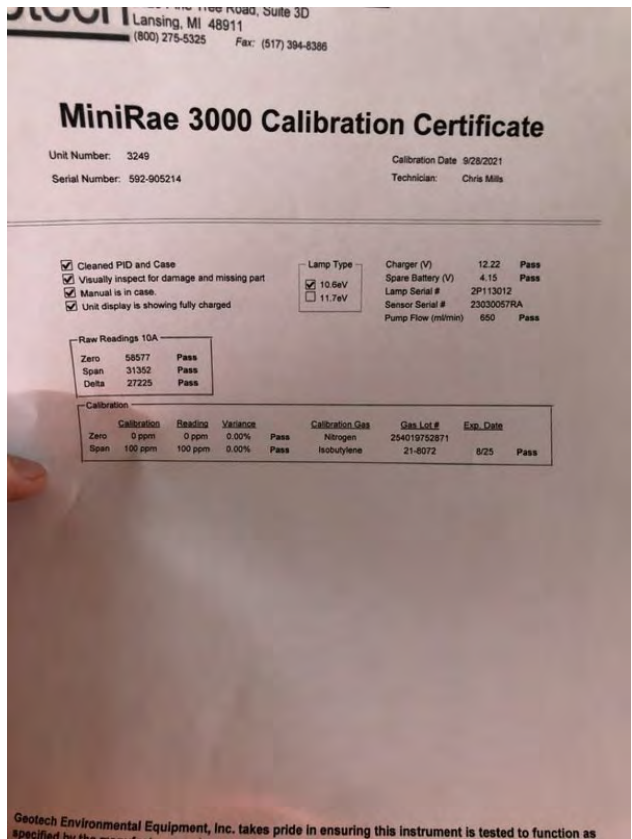 Road, Suite 3D
Lansing, MI 48911
(800) 275-5325 Fax: (517) 394-8386
MiniRae 3000 Calibration Certificate
Unit Number: 3249 Calibration Date 9/28/2021
Serial Number: 592-905214 Technician: Chris Mills
Cleaned PID and Case
Visually inspect for damage and missing part
Manual is in case.
Unit display is showing fully charged
Lamp Type
10.6eV
11.7eV
Charger (V) 12.22 Pass
Spare Battery (V) 4.15 Pass
Lamp Serial # 2P113012
Sensor Serial # 23030057RA
Pump Flow (ml/min) 650 Pass
Raw Readings 10A
Zero 58577 Pass
Span 31352 Pass
Delta 27225 Pass
Calibration
Calibration Reading Variance Calibration Gas Gas Lot # Exp. Date
Zero 0 ppm 0 ppm 0.00% Pass Nitrogen 254019752871
Span 100 ppm 100 ppm 0.00% Pass Isobutylene 21-8072 8/25 Pass
Geotech Environmental Equipment, Inc. takes pride in ensuring this instrument is tested to function as
specified by the